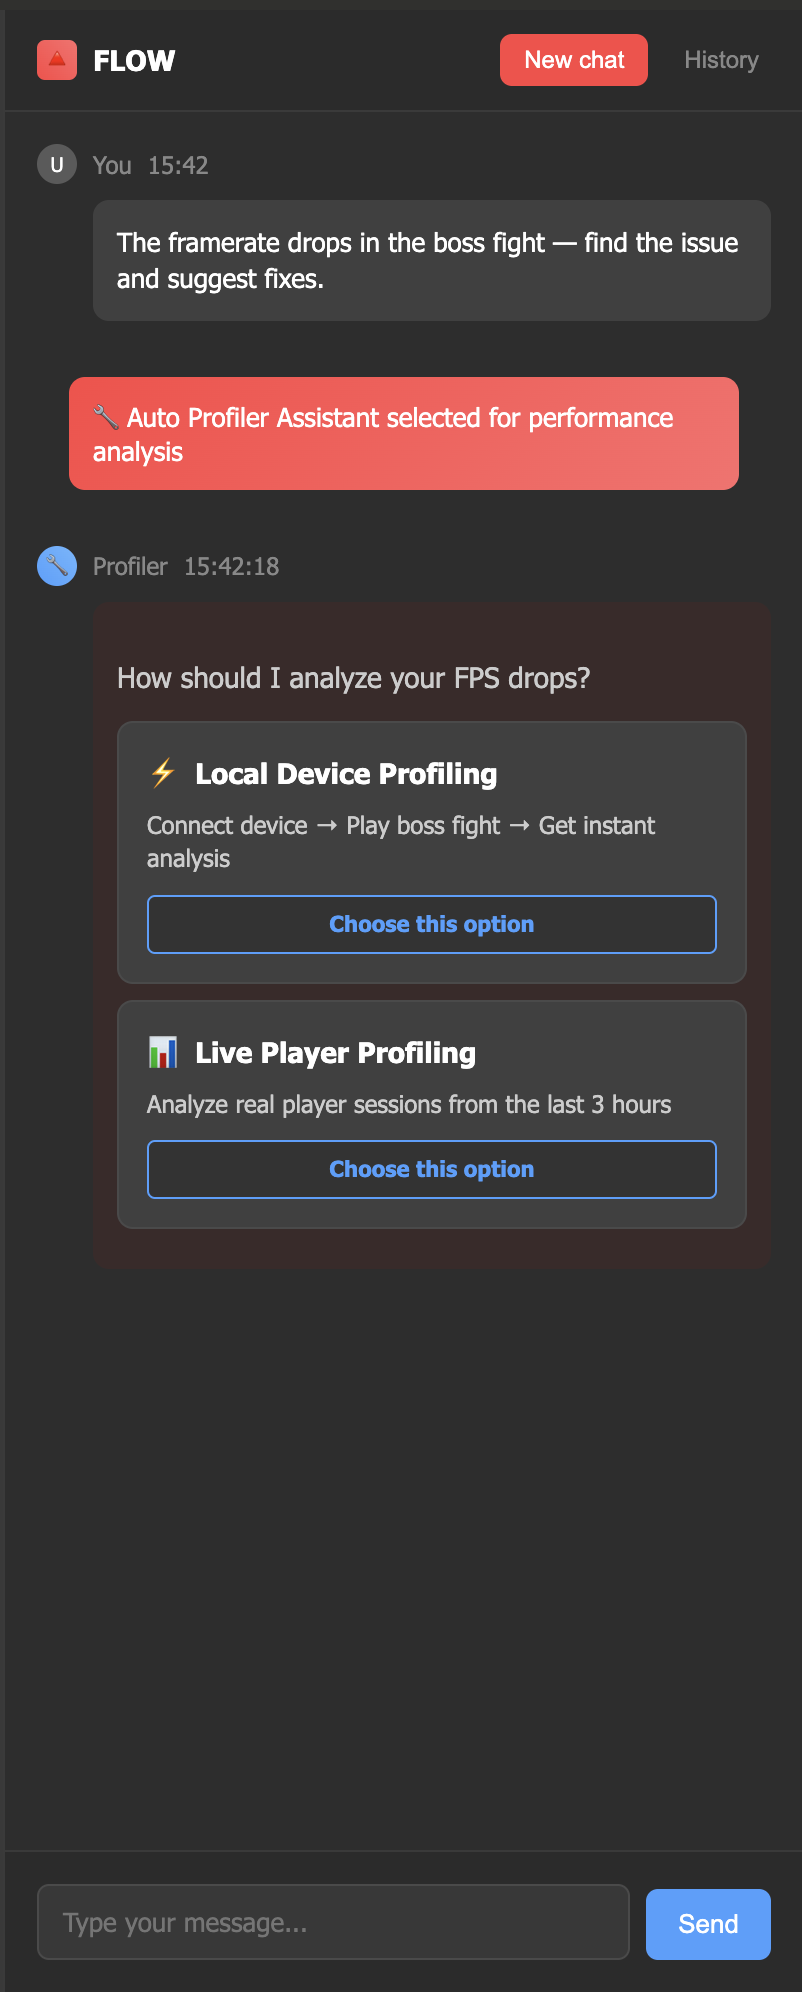 FLOW
New chat
History
U
You 15:42
The framerate drops in the boss fight — find the issue
and suggest fixes.
Auto Profiler Assistant selected for performance
analysis
Profiler 15:42:18
How should I analyze your FPS drops?
Local Device Profiling
Connect device → Play boss fight → Get instant
analysis
Choose this option
Live Player Profiling
Analyze real player sessions from the last 3 hours
Choose this option
Type your message...
Send